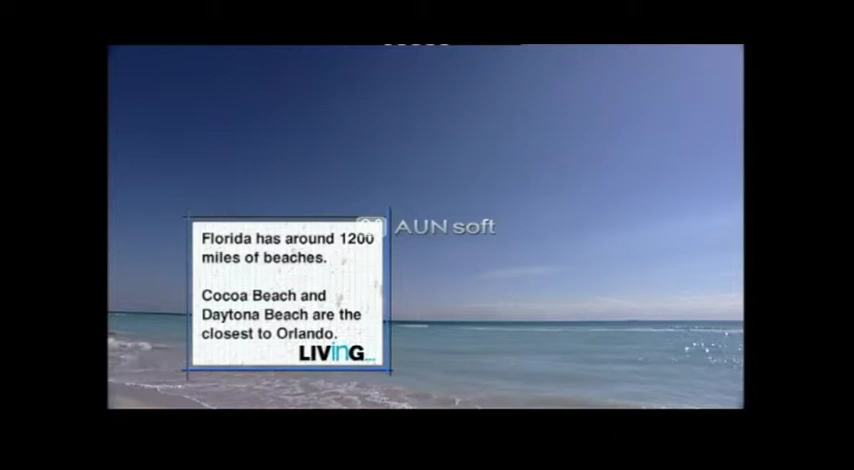 AUN soft
Florida has around 1200
miles of beaches.
Cocoa Beach and
Daytona Beach are the
closest to Orlando.
LIVinG...